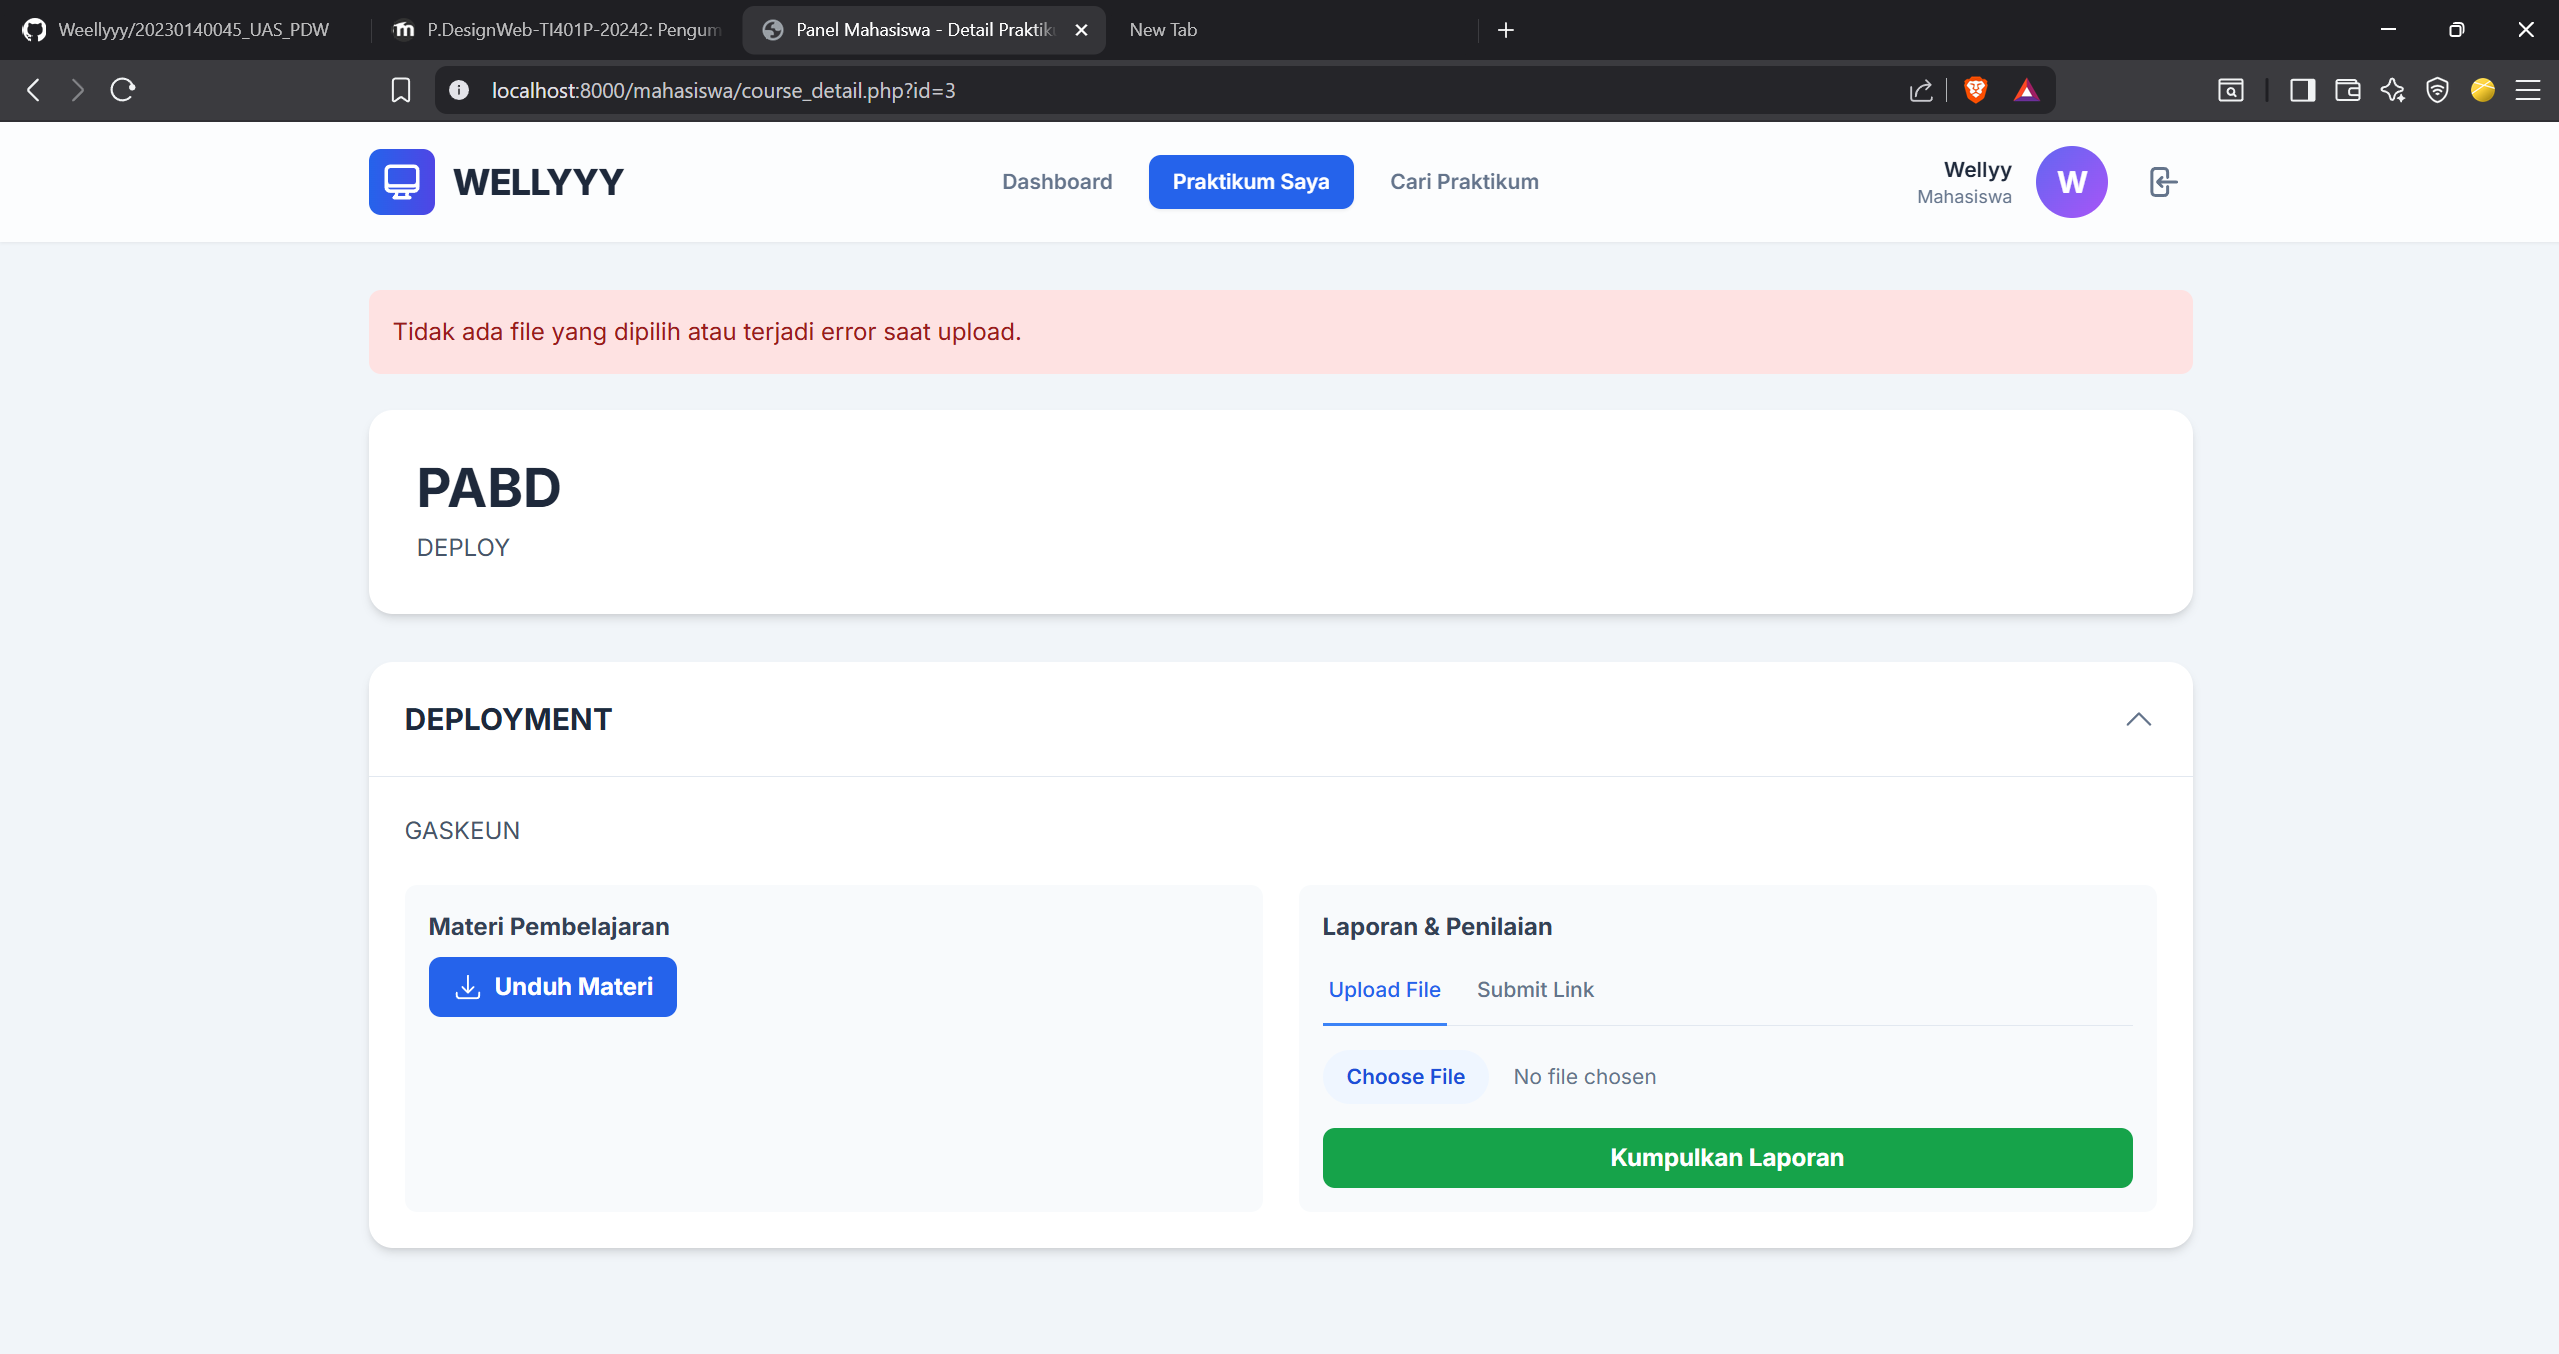 Weellyyy/20230140045_UAS_PDW
P.DesignWeb-TI401P-20242: Pengum
Panel Mahasiswa - Detail Praktik
New Tab
localhost:8000/mahasiswa/course_detail.php?id=3
WELLYYY
Dashboard
Praktikum Saya
Cari Praktikum
Wellyy
Mahasiswa
W
Tidak ada file yang dipilih atau terjadi error saat upload.
PABD
DEPLOY
DEPLOYMENT
GASKEUN
Materi Pembelajaran
Unduh Materi
Laporan & Penilaian
Upload File
Submit Link
Choose File
No file chosen
Kumpulkan Laporan